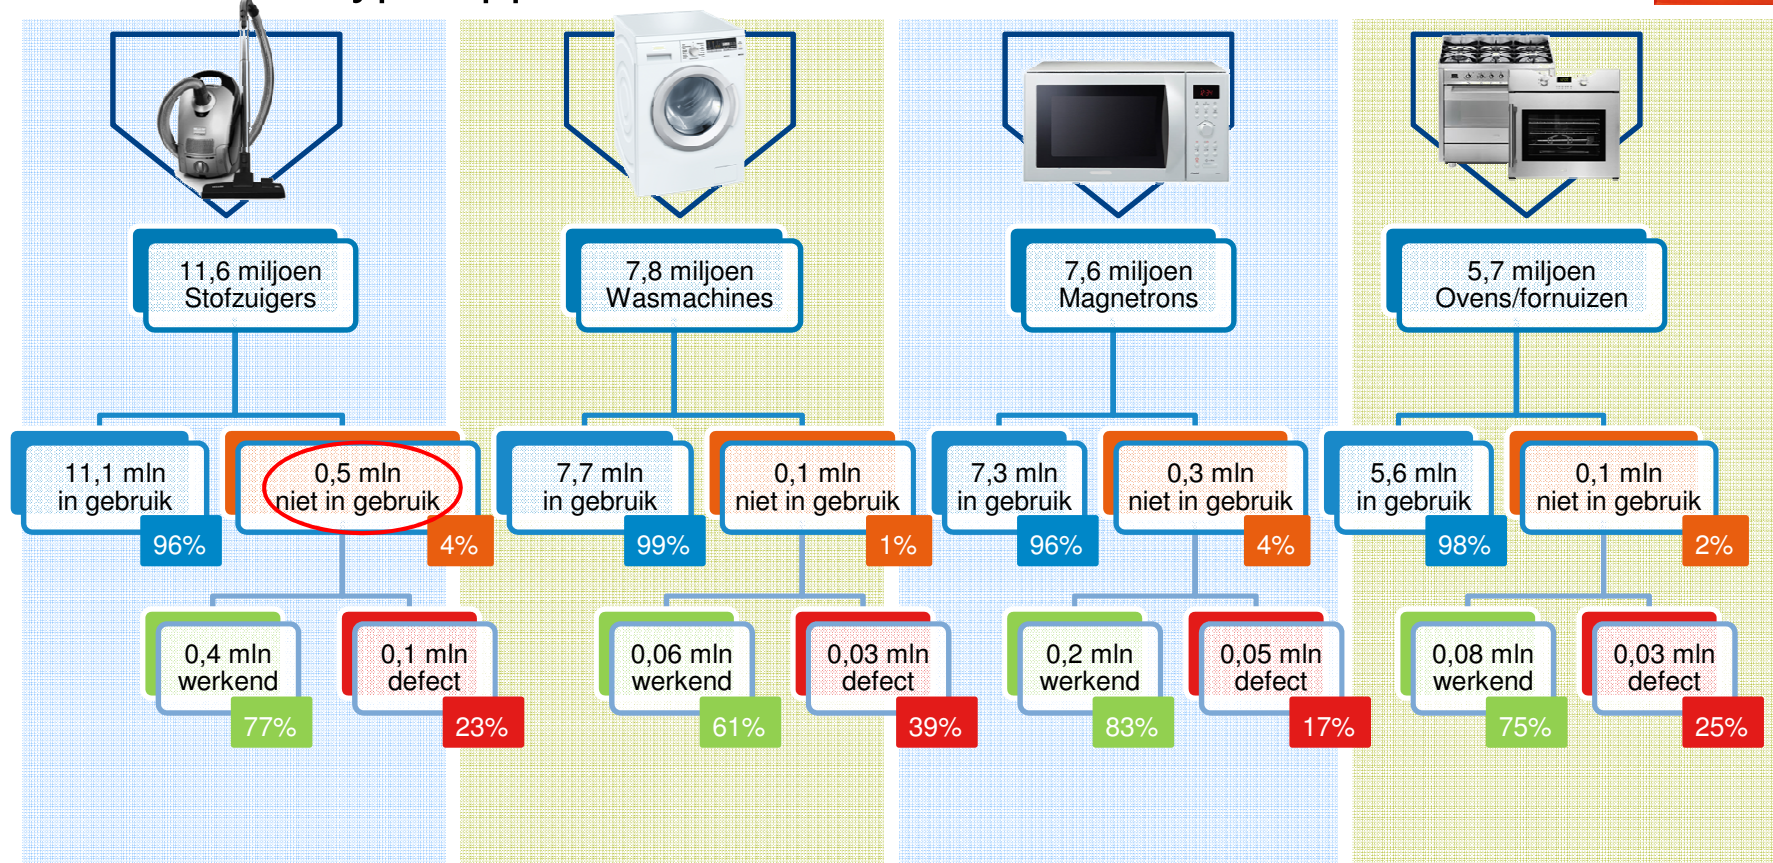 11,6 miljoen
Stofzuigers
7,8 miljoen
Wasmachines
7,6 miljoen
Magnetrons
5,7 miljoen
Ovens/fornuizen
11,1 mln
in gebruik
96%
0,5 mln
niet in gebruik
4%
7,7 mln
in gebruik
99%
0,1 mln
niet in gebruik
1%
7,3 mln
in gebruik
96%
0,3 mln
niet in gebruik
4%
5,6 mln
in gebruik
98%
0,1 mln
niet in gebruik
2%
0,4 mln
werkend
77%
0,1 mln
defect
23%
0,06 mln
werkend
61%
0,03 mln
defect
39%
0,2 mln
werkend
83%
0,05 mln
defect
17%
0,08 mln
werkend
75%
0,03 mln
defect
25%